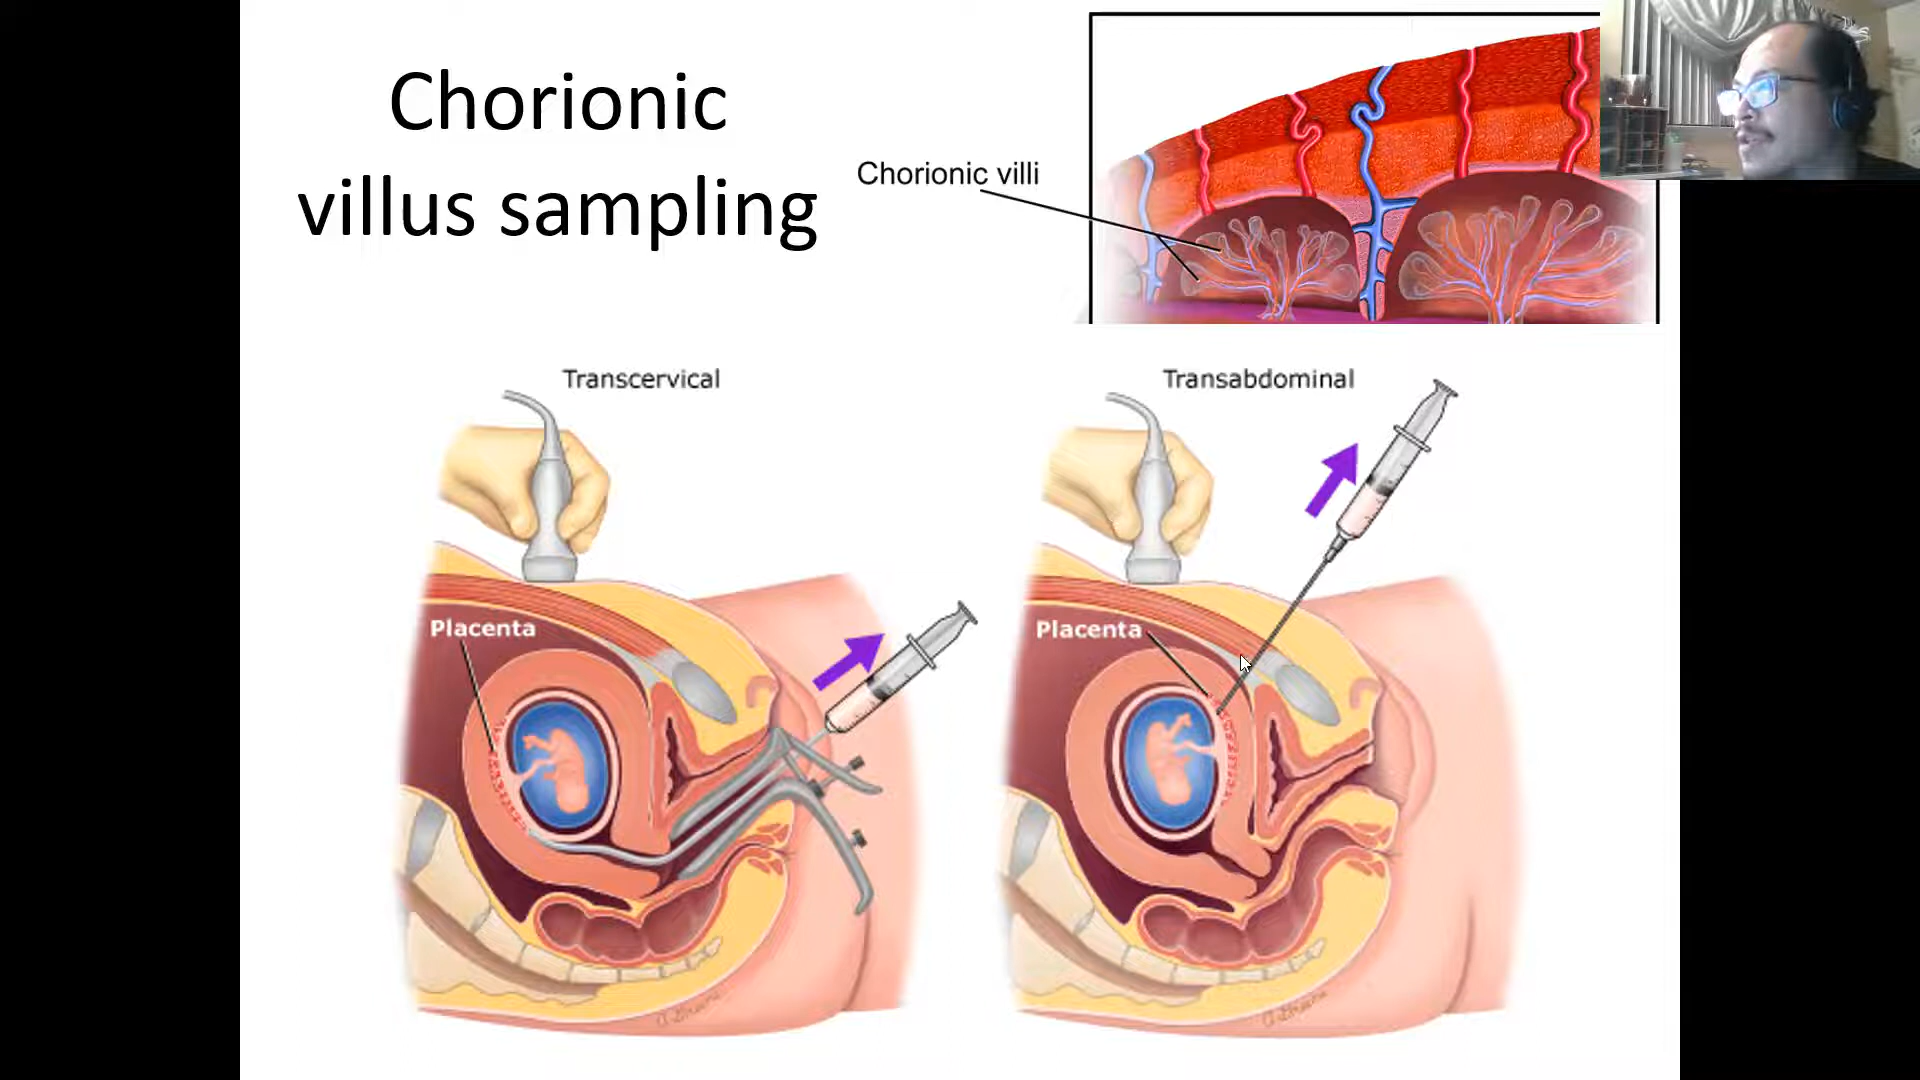 Chorionic
villus sampling
Chorionic villi
Transcervical
Transabdominal
Placenta
Placenta